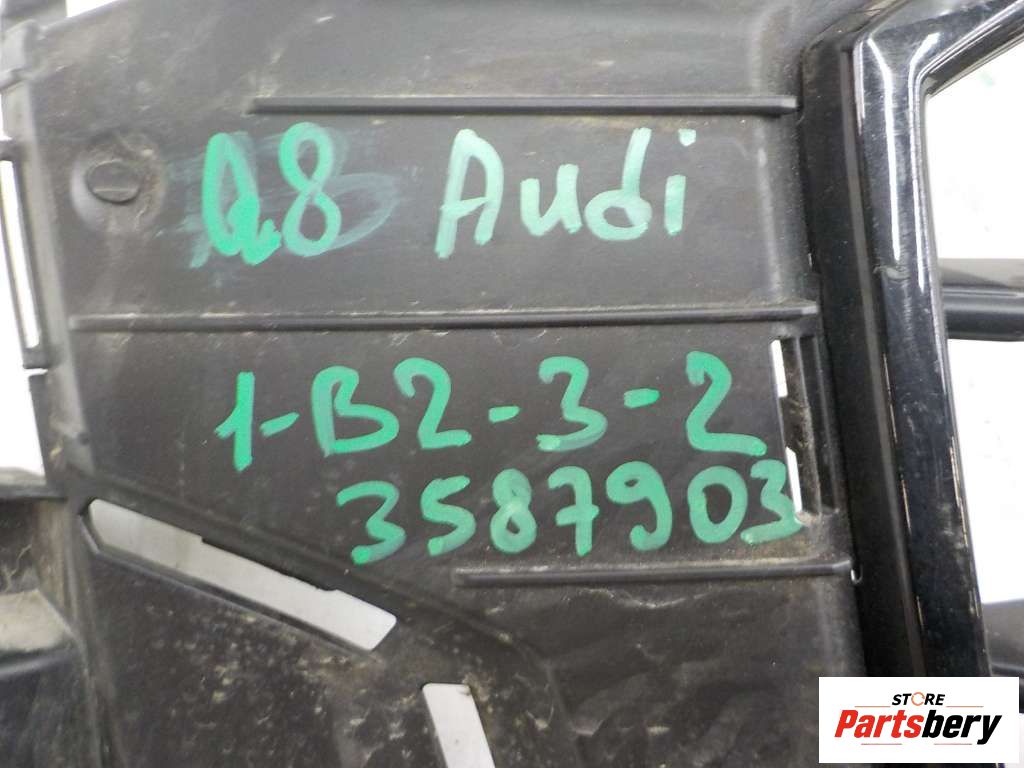 Q8 Audi
1-B2-3-2
3587903
STORE
Partsbery